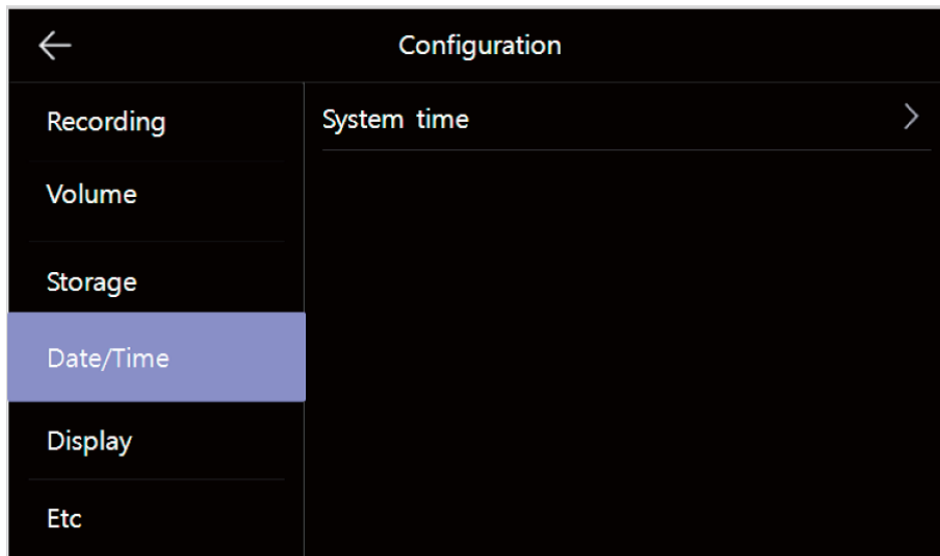 Configuration
Recording
Volume
Storage
Date/Time
Display
Etc
System time